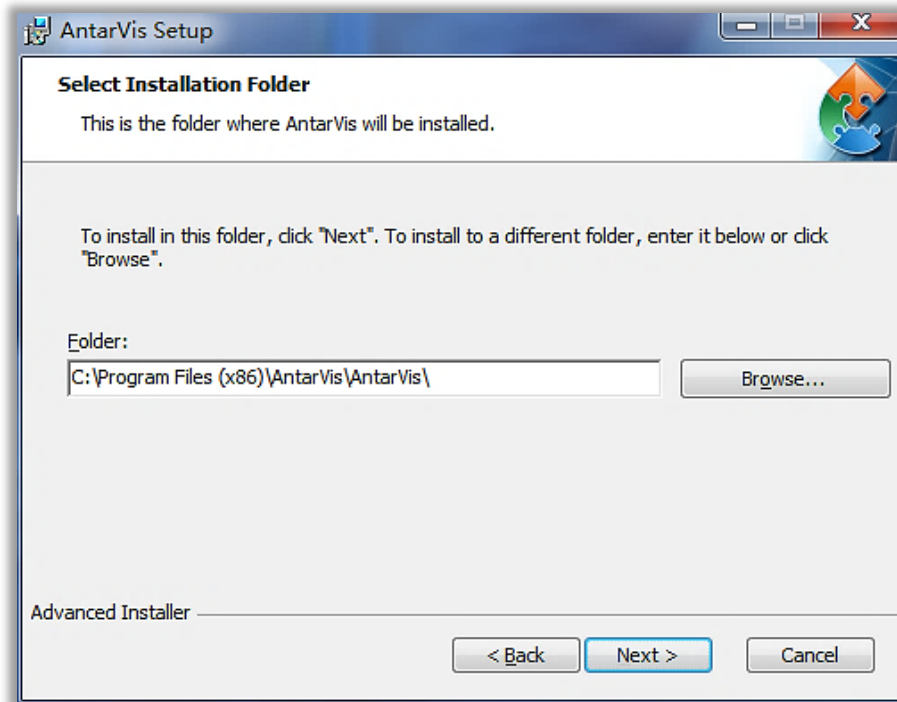 AntarVis Setup
Select Installation Folder
This is the folder where AntarVis will be installed.
To install in this folder, click "Next". To install to a different folder, enter it below or click
"Browse".
Folder:
C:\Program Files (x86)\AntarVis\AntarVis\
Browse...
Advanced Installer
< Back
Next >
Cancel